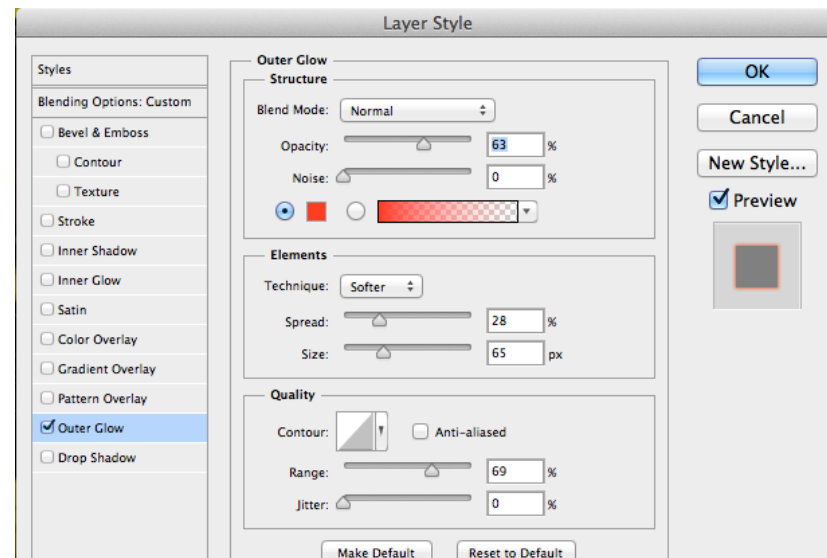 Layer Style
Styles
Blending Options: Custom
Bevel & Emboss
Contour
Texture
Stroke
Inner Shadow
Inner Glow
Satin
Color Overlay
Gradient Overlay
Pattern Overlay
Outer Glow
Drop Shadow
Outer Glow
Structure
Blend Mode: Normal
Opacity: 63 %
Noise: 0 %
Elements
Technique: Softer
Spread: 28 %
Size: 65 px
Quality
Contour: Anti-aliased
Range: 69 %
Jitter: 0 %
Make Default Reset to Default
OK
Cancel
New Style...
Preview